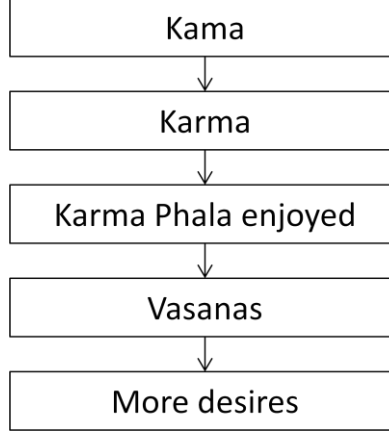 Kama
Karma
Karma Phala enjoyed
Vasanas
More desires